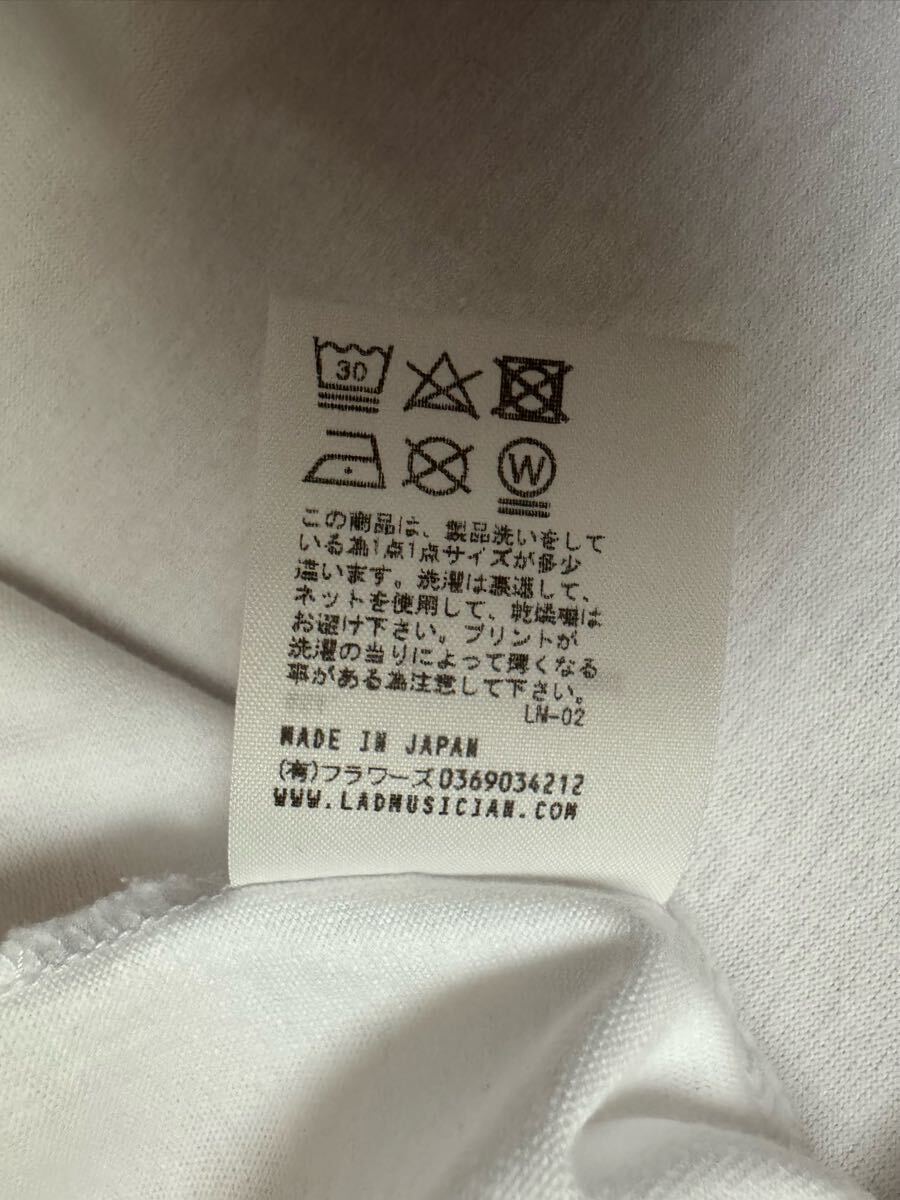 30
W
この商品は、製品洗いをして
いる為1点1点サイズが多少
違います。洗濯は裏返して、
ネットを使用して、乾燥機は
お避け下さい。プリントが
洗濯の当りによって薄くなる
事がある為注意して下さい。
LM-02
MADE IN JAPAN
(有)フラワーズ0369034212
WWW.LADMUSICIAN.COM